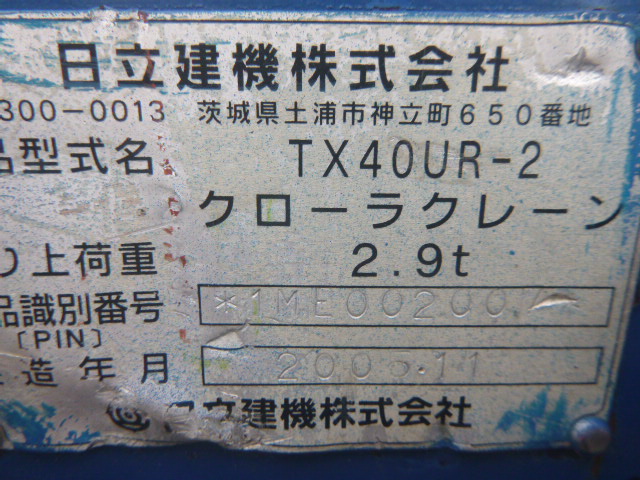 日立建機株式会社
300-0013 茨城県土浦市神立町650番地
品型式名 TX40UR-2
クローラクレーン
り上荷重 2.9t
品識別番号 *1ME00200
[PIN]
造年月 2005.11
日立建機株式会社